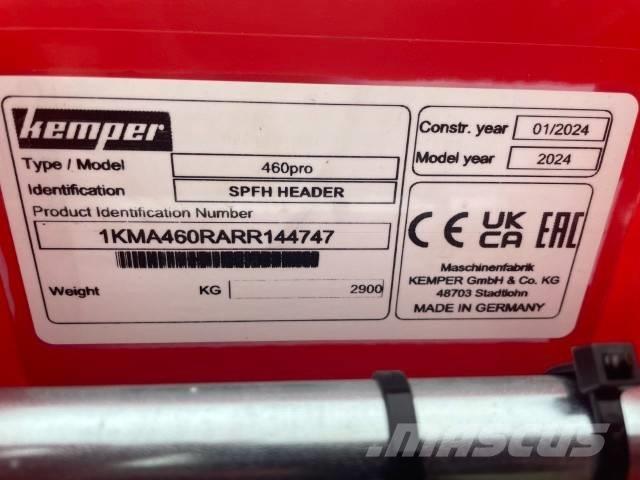 kemper
Type / Model 460pro
Identification SPFH HEADER
Product Identification Number
1KMA460RARR144747
Weight KG 2900
Constr. year 01/2024
Model year 2024
CE UK CA EAC
Maschinenfabrik
KEMPER GmbH & Co. KG
48703 Stadtlohn
MADE IN GERMANY
MASCUS